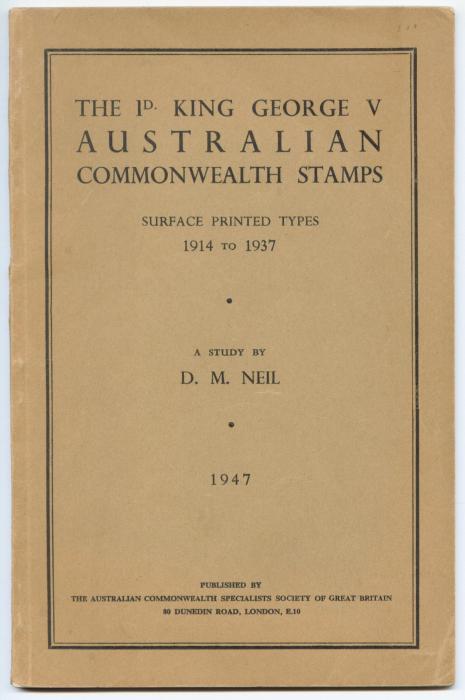 THE 1D. KING GEORGE V
AUSTRALIAN
COMMONWEALTH STAMPS
SURFACE PRINTED TYPES
1914 TO 1937
A STUDY BY
D. M. NEIL
1947
PUBLISHED BY
THE AUSTRALIAN COMMONWEALTH SPECIALISTS SOCIETY OF GREAT BRITAIN
80 DUNEDIN ROAD, LONDON, E.10